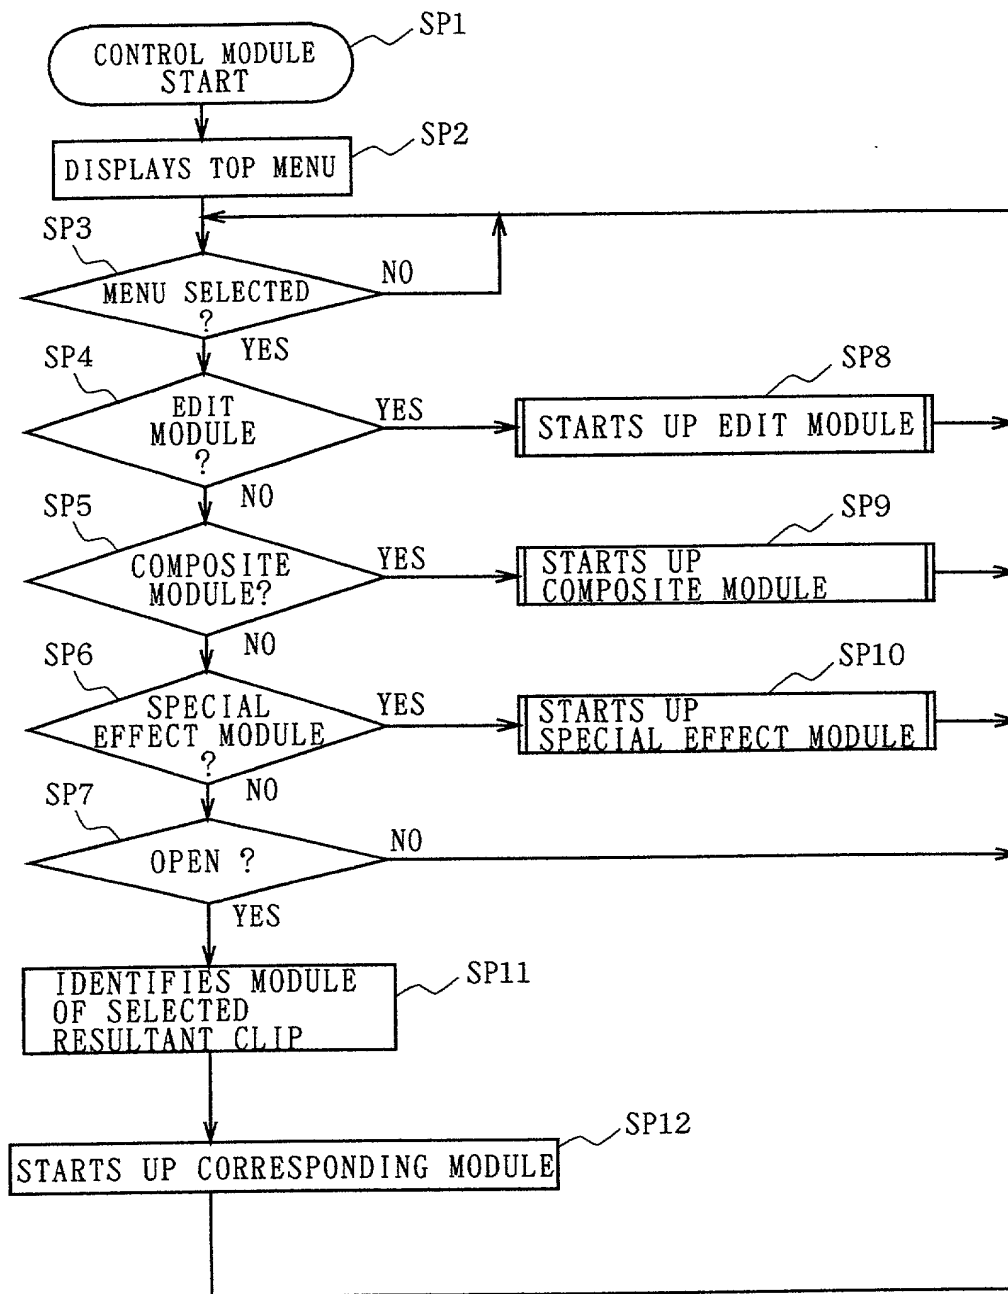 SP1
CONTROL MODULE
START
SP2
DISPLAYS TOP MENU
SP3
NO
MENU SELECTED
?
YES
SP4
EDIT
MODULE
?
YES
SP8
STARTS UP EDIT MODULE
NO
SP5
COMPOSITE
MODULE?
YES
SP9
STARTS UP
COMPOSITE MODULE
NO
SP6
SPECIAL
EFFECT MODULE
?
YES
SP10
STARTS UP
SPECIAL EFFECT MODULE
NO
SP7
OPEN ?
NO
YES
SP11
IDENTIFIES MODULE
OF SELECTED
RESULTANT CLIP
SP12
STARTS UP CORRESPONDING MODULE